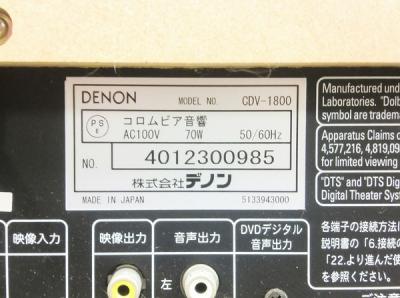 DENON MODEL NO. CDV-1800
PS
E
コロムビア音響
AC100V 70W 50/60Hz
NO. 4012300985
株式会社デノン
MADE IN JAPAN 5133943000
Manufactured under
Laboratories. "Dolb
symbol are trademar
Apparatus Claims o
4,577,216, 4,819,09
for limited viewing
"DTS" and "DTS Dig
Digital Theater Syst
映像入力
映像出力
音声出力
DVDデジタル
音声出力
左
各端子の接続方法に
説明書の「6.接続の
「22.より進んだ使
を参照ください。